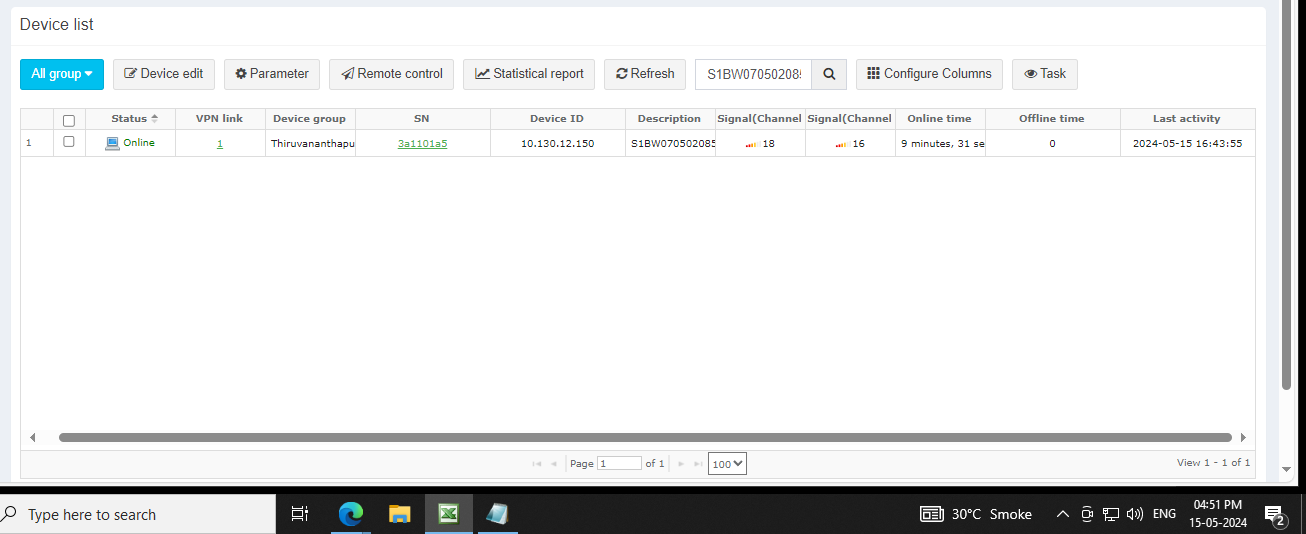 Device list
All group Device edit Parameter Remote control Statistical report Refresh S1BW070502085 Configure Columns Task
Status VPN link Device group SN Device ID Description Signal(Channel Signal(Channel Online time Offline time Last activity
1 Online 1 Thiruvananthapu 3a1101a5 10.130.12.150 S1BW070502085 18 16 9 minutes, 31 se 0 2024-05-15 16:43:55
Page 1 of 1 100 View 1 - 1 of 1
Type here to search 30°C Smoke ENG 04:51 PM
15-05-2024 2